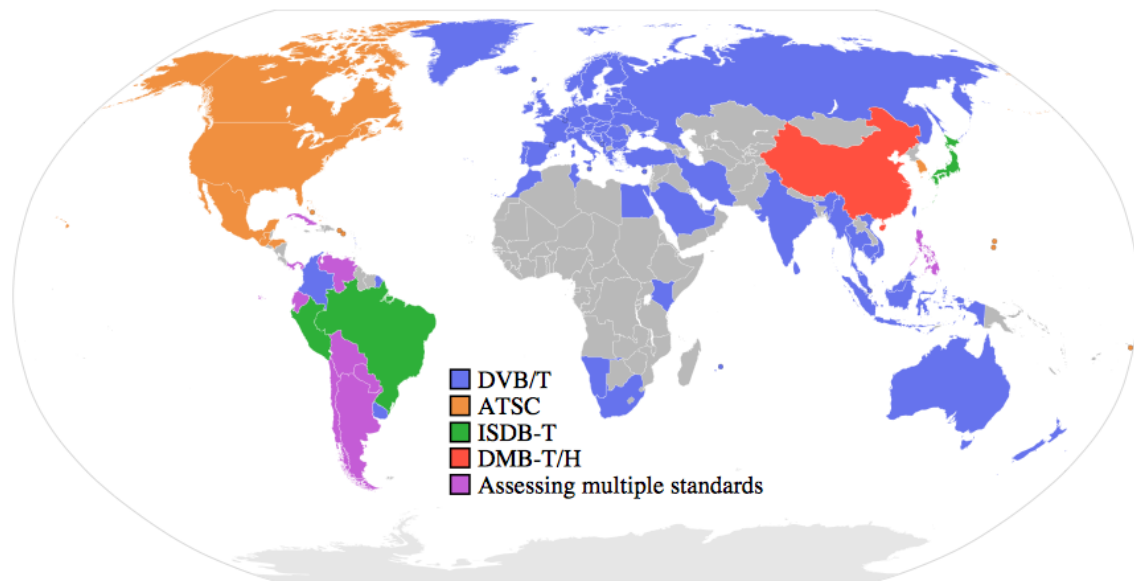 DVB/T
ATSC
ISDB-T
DMB-T/H
Assessing multiple standards